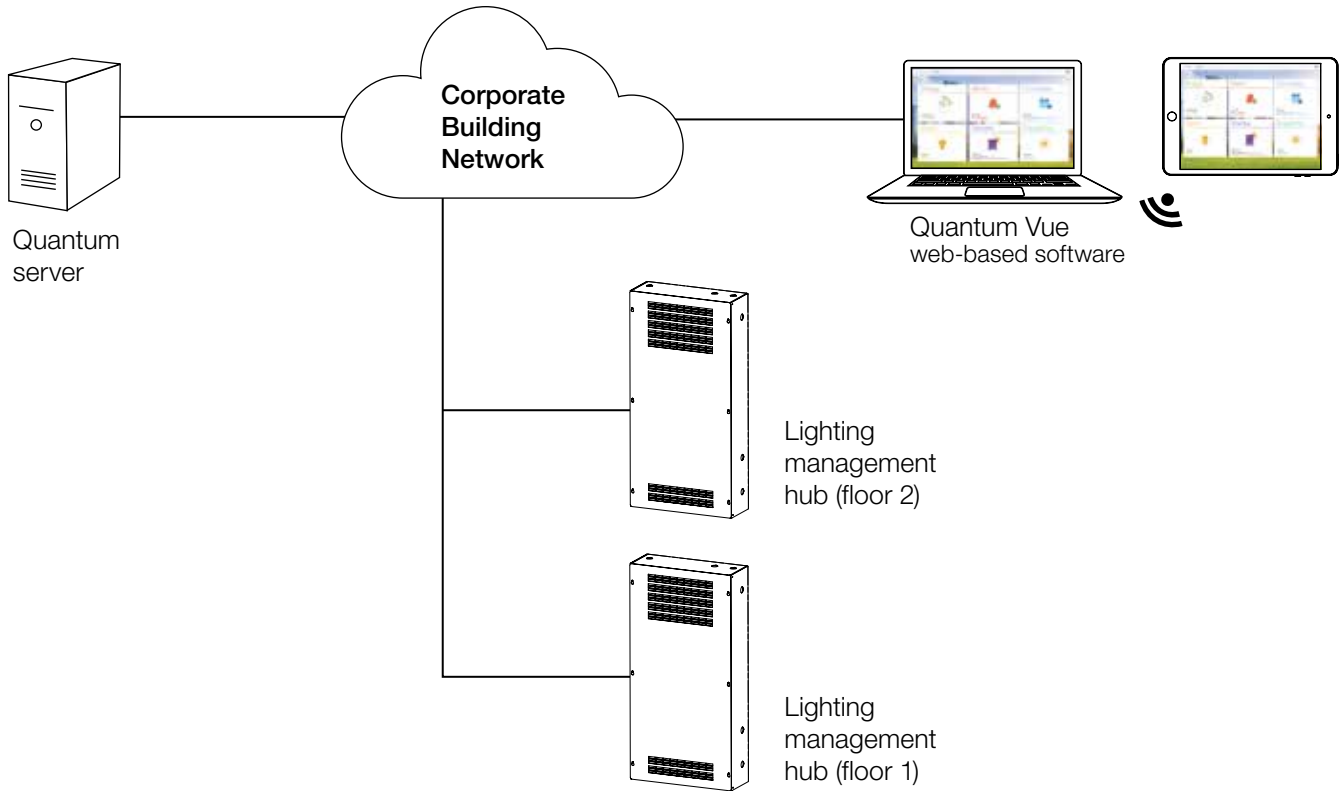 Corporate
Building
Network
Quantum
server
Quantum Vue
web-based software
Lighting
management
hub (floor 2)
Lighting
management
hub (floor 1)